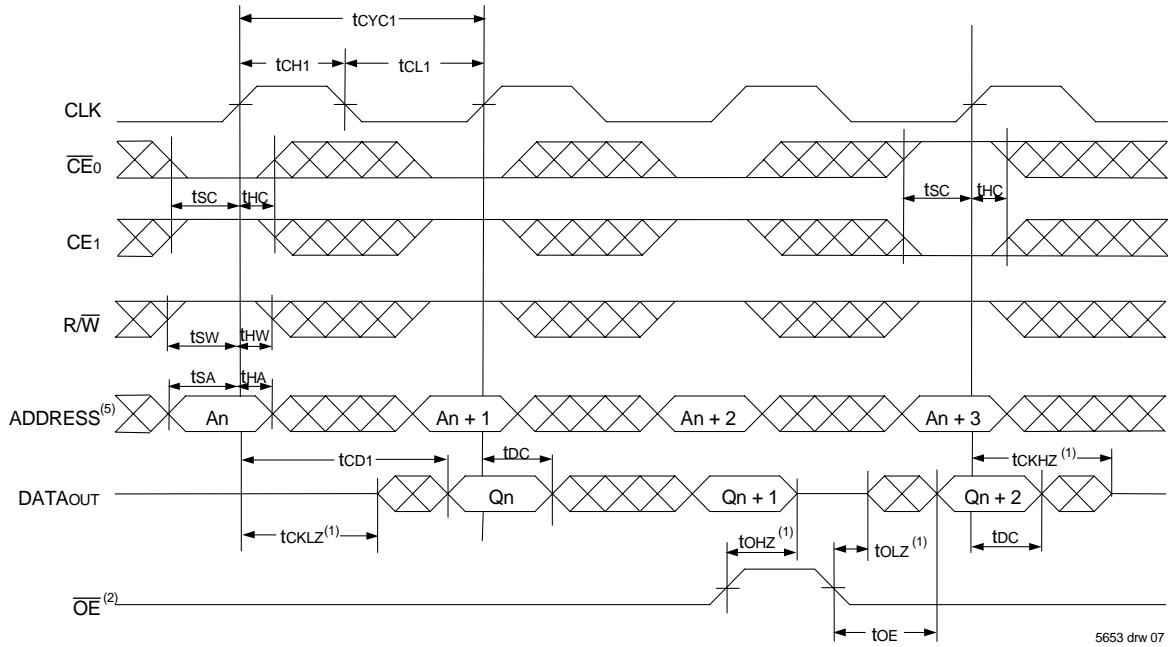 tCYC1
tCH1 tCL1
CLK
CE0
tSC tHC tSC tHC
CE1
R/W
tSW tHW
tSA tHA
ADDRESS(5) An An + 1 An + 2 An + 3
tCD1 tDC tCKHZ(1)
DATAOUT Qn Qn + 1 Qn + 2
tCKLZ(1) tOHZ(1) tOLZ(1) tDC
OE(2)
tOE
5653 drw 07